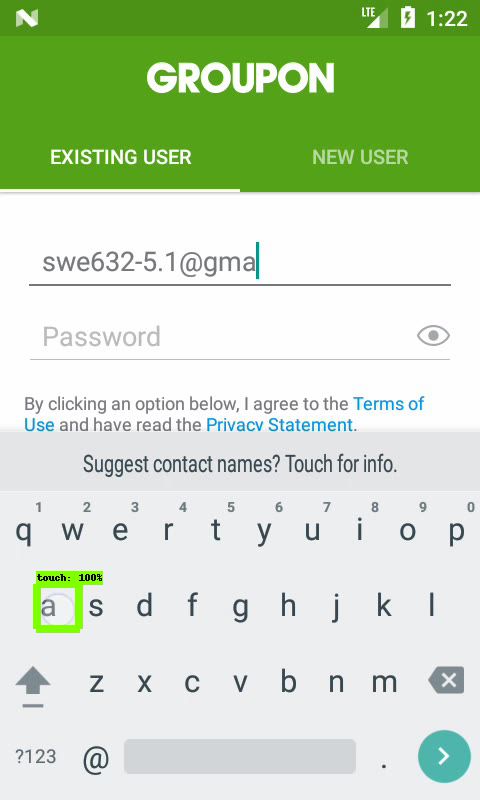 LTE 1:22
GROUPON
EXISTING USER NEW USER
swe632-5.1@gma
Password
By clicking an option below, I agree to the Terms of
Use and have read the Privacy Statement.
Suggest contact names? Touch for info.
1 2 3 4 5 6 7 8 9 0
q w e r t y u i o p
touch: 100%
a s d f g h j k l
z x c v b n m
?123 @ .